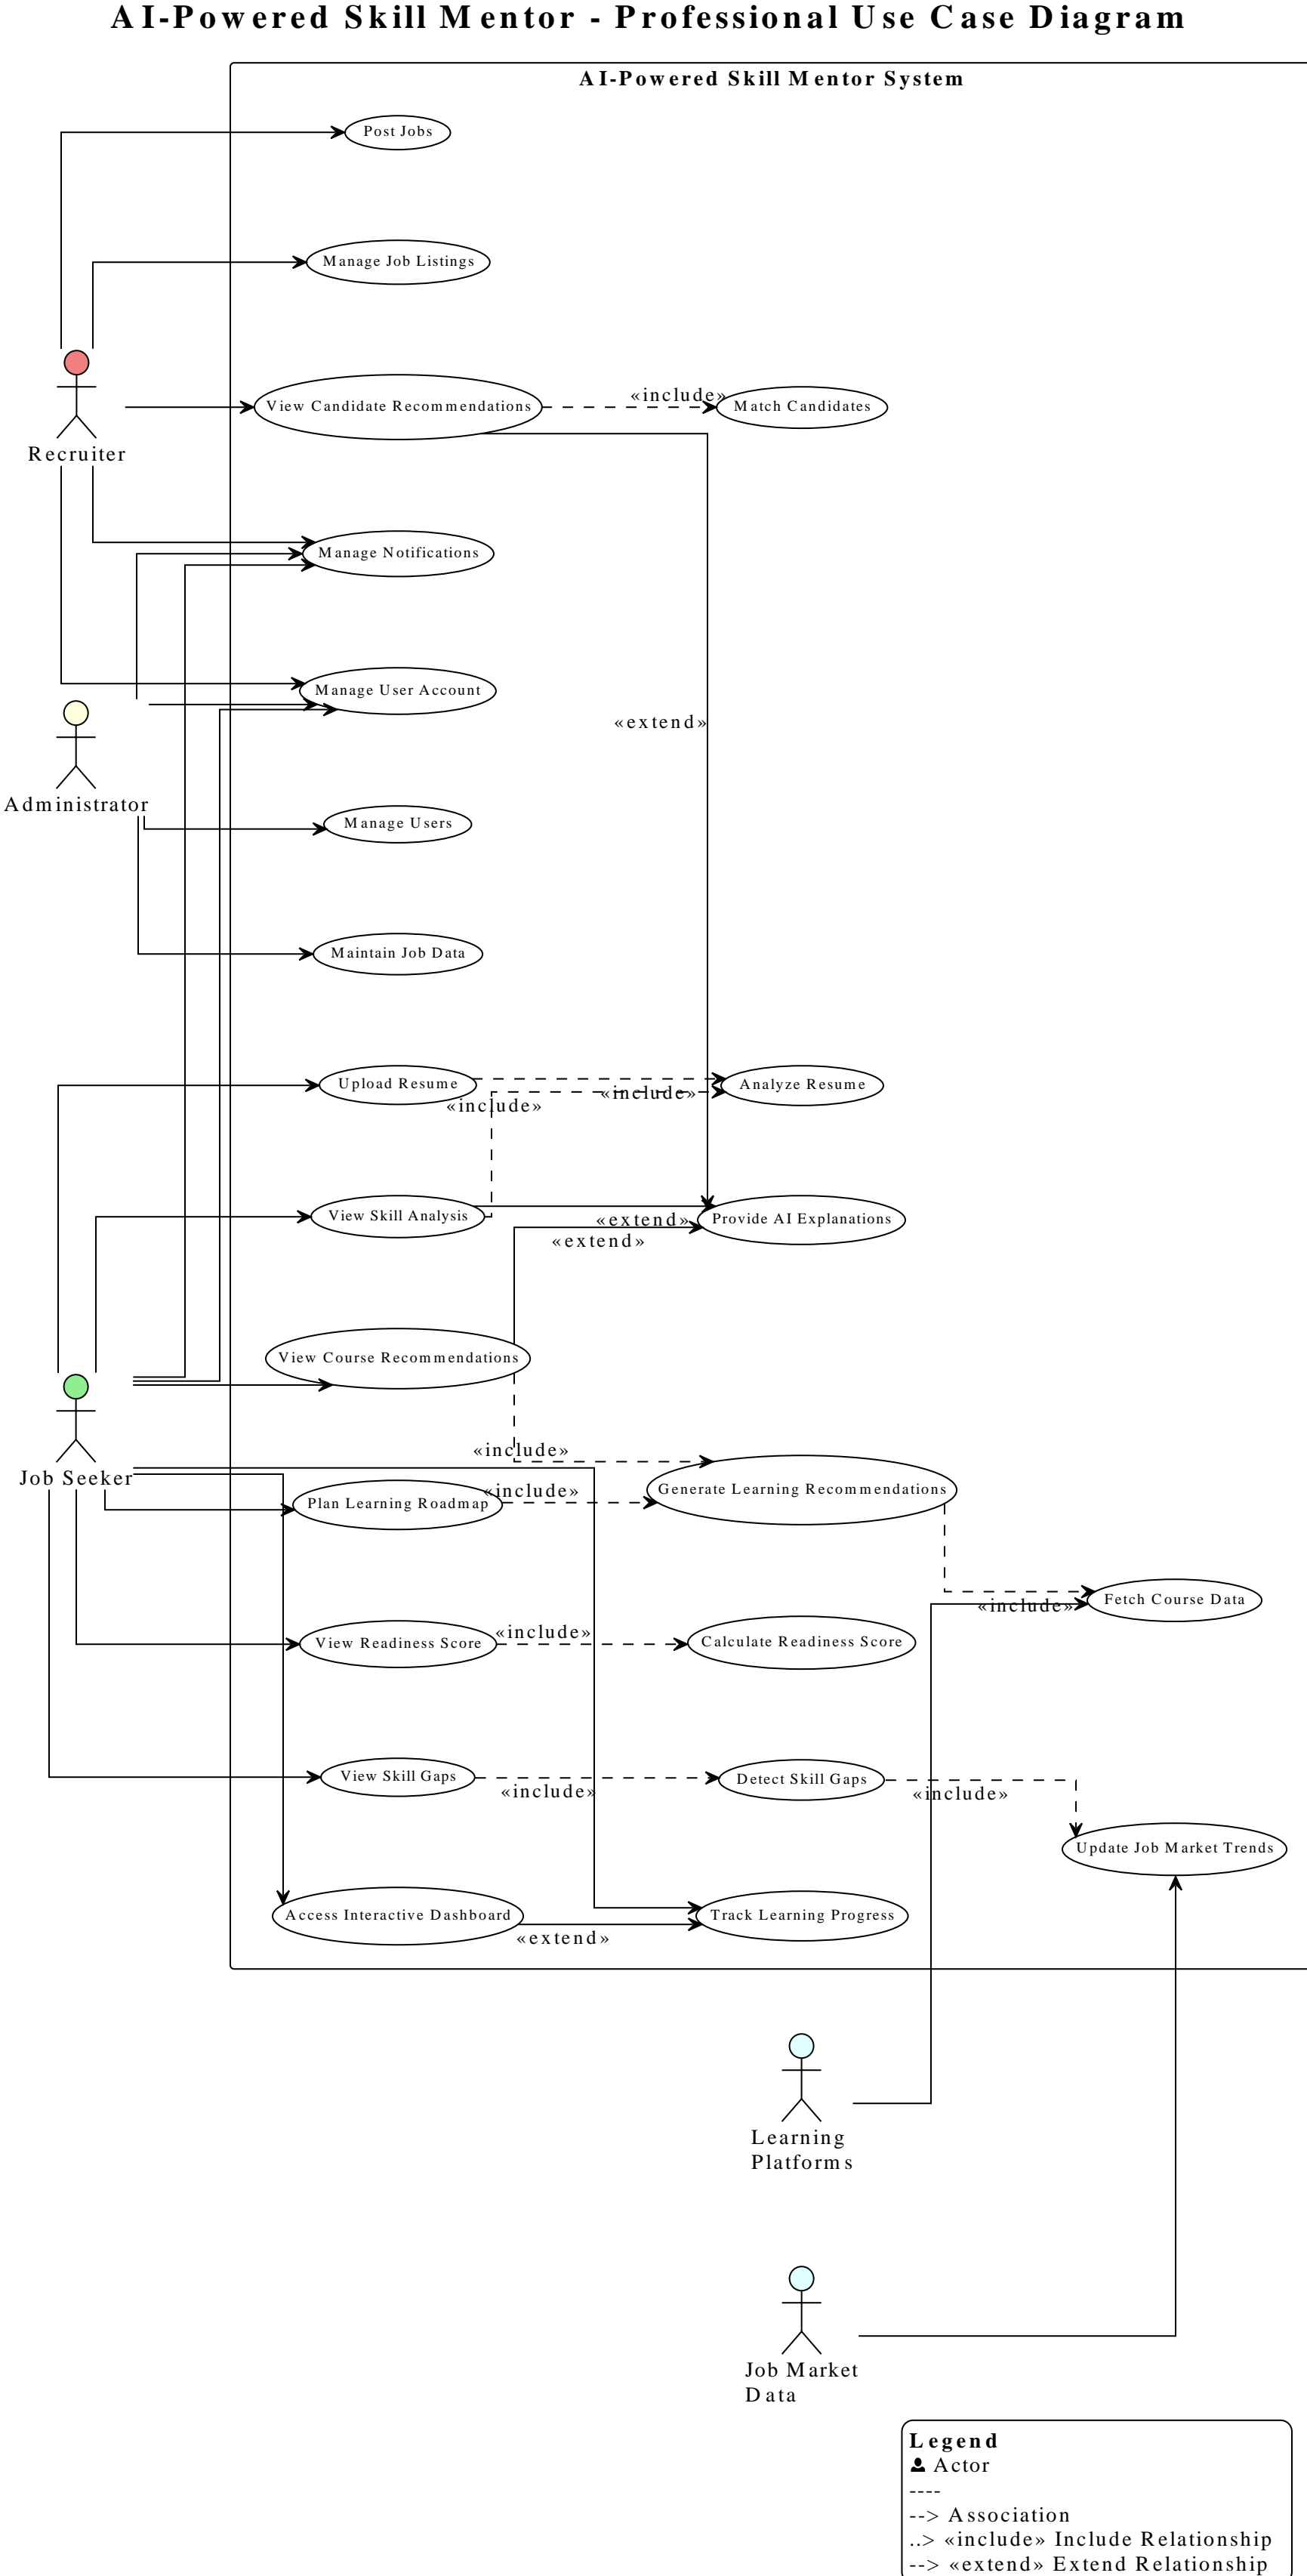 AI-Powered Skill Mentor - Professional Use Case Diagram
AI-Powered Skill Mentor System
Post Jobs
Manage Job Listings
Recruiter
View Candidate Recommendations
«include»
Match Candidates
Manage Notifications
Manage User Account
«extend»
Administrator
Manage Users
Maintain Job Data
Upload Resume
«include»
«include»
Analyze Resume
View Skill Analysis
«extend»
Provide AI Explanations
«extend»
View Course Recommendations
«include»
Job Seeker
Plan Learning Roadmap
«include»
Generate Learning Recommendations
«include»
Fetch Course Data
View Readiness Score
«include»
Calculate Readiness Score
View Skill Gaps
«include»
Detect Skill Gaps
«include»
Update Job Market Trends
Access Interactive Dashboard
«extend»
Track Learning Progress
Learning
Platforms
Job Market
Data
Legend
Actor
----
--> Association
..> «include» Include Relationship
--> «extend» Extend Relationship